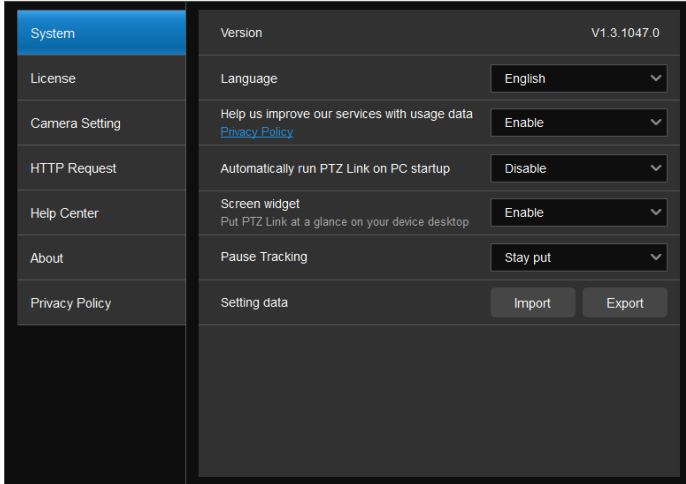 System
License
Camera Setting
HTTP Request
Help Center
About
Privacy Policy
Version V1.3.1047.0
Language English
Help us improve our services with usage data
Privacy Policy
Enable
Automatically run PTZ Link on PC startup Disable
Screen widget
Put PTZ Link at a glance on your device desktop
Enable
Pause Tracking Stay put
Setting data Import Export